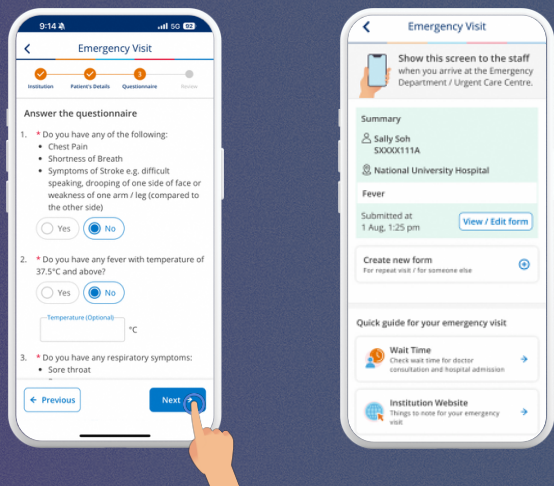 9:14
5G 92
Emergency Visit
3
Institution
Patient's Details
Questionnaire
Review
Answer the questionnaire
1. * Do you have any of the following:
• Chest Pain
• Shortness of Breath
• Symptoms of Stroke e.g. difficult
speaking, drooping of one side of face or
weakness of one arm / leg (compared to
the other side)
Yes
No
2. * Do you have any fever with temperature of
37.5°C and above?
Yes
No
Temperature (Optional)
°C
3. * Do you have any respiratory symptoms:
• Sore throat
Previous
Next
Emergency Visit
Show this screen to the staff
when you arrive at the Emergency
Department / Urgent Care Centre.
Summary
Sally Soh
SXXXX111A
National University Hospital
Fever
Submitted at
1 Aug, 1:25 pm
View / Edit form
Create new form
For repeat visit / for someone else
Quick guide for your emergency visit
Wait Time
Check wait time for doctor
consultation and hospital admission
Institution Website
Things to note for your emergency
visit